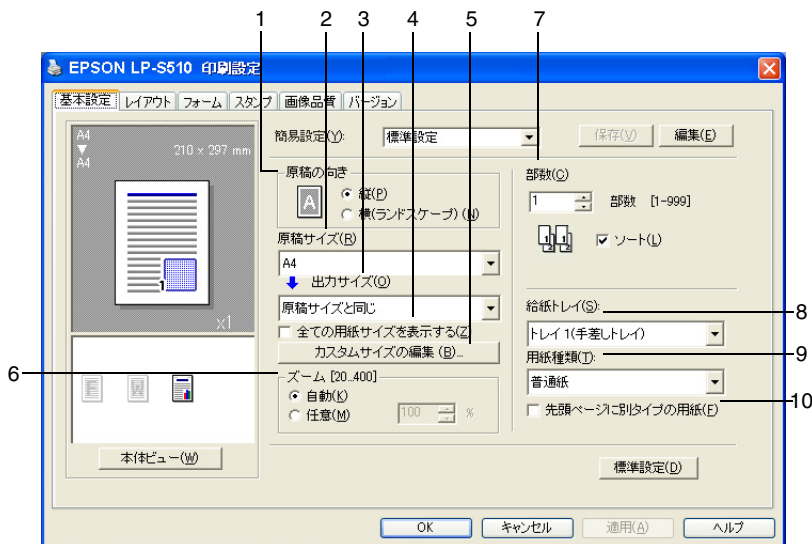 1 2 3 4 5 7
EPSON LP-S510 印刷設定
基本設定 レイアウト フォーム スタンプ 画像品質 バージョン
A4
A4
210 × 297 mm
1
x1
本体ビュー(W)
簡易設定(Y): 標準設定 保存(V) 編集(E)
原稿の向き
A
縦(P)
横(ランドスケープ) (N)
原稿サイズ(R)
A4
出力サイズ(O)
原稿サイズと同じ
全ての用紙サイズを表示する(Z)
カスタムサイズの編集 (B)...
6
ズーム [20..400]
自動(K)
任意(M) 100 %
部数(C)
1 部数 [1-999]
1 2 1 2
ソート(L)
給紙トレイ(S):
8
トレイ 1(手差しトレイ)
用紙種類(T):
9
普通紙
10
先頭ページに別タイプの用紙(F)
標準設定(D)
OK キャンセル 適用(A) ヘルプ